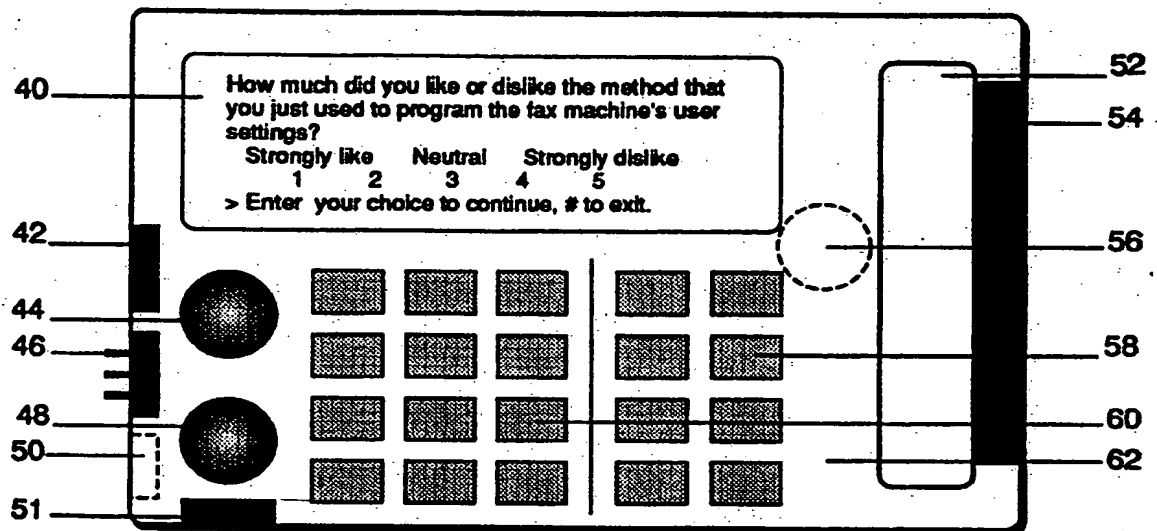 How much did you like or dislike the method that
you just used to program the fax machine's user
settings?
Strongly like Neutral Strongly dislike
1 2 3 4 5
> Enter your choice to continue, # to exit.
40
42
44
46
48
50
51
52
54
56
58
60
62